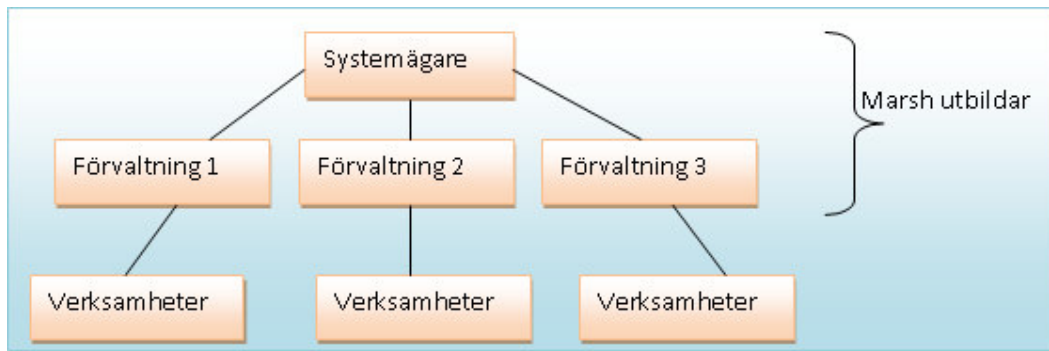 Systemägare
Marsh utbildar
Förvaltning 1
Förvaltning 2
Förvaltning 3
Verksamheter
Verksamheter
Verksamheter